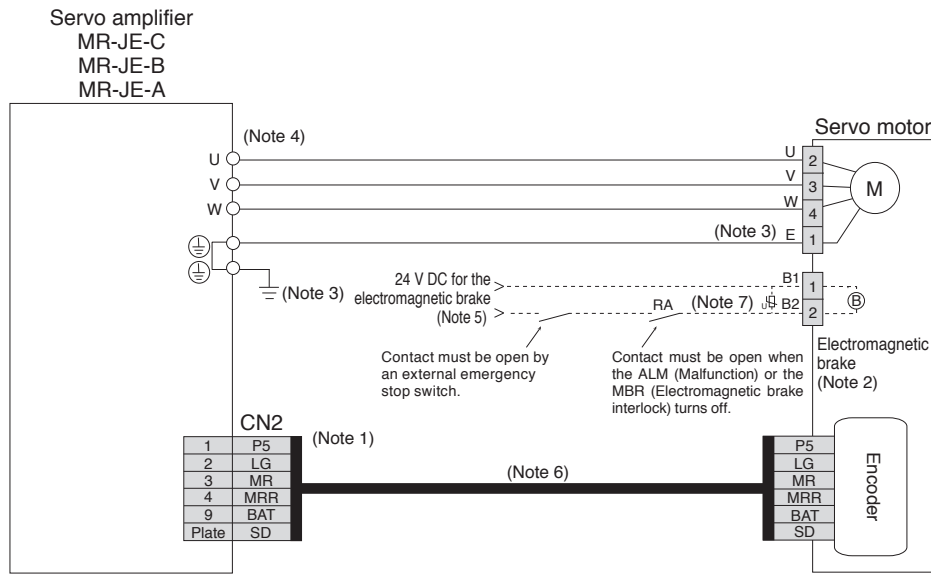 Servo amplifier
MR-JE-C
MR-JE-B
MR-JE-A
Servo motor
(Note 4)
U
V
W
U 2
V 3
W 4
(Note 3) E 1
M
(Note 3)
24 V DC for the
electromagnetic brake
(Note 5)
RA
(Note 7)
B1 1
U B2 2
B
Contact must be open by
an external emergency
stop switch.
Contact must be open when
the ALM (Malfunction) or the
MBR (Electromagnetic brake
interlock) turns off.
Electromagnetic
brake
(Note 2)
CN2
(Note 1)
(Note 6)
1 P5
2 LG
3 MR
4 MRR
9 BAT
Plate SD
P5
LG
MR
MRR
BAT
SD
Encoder